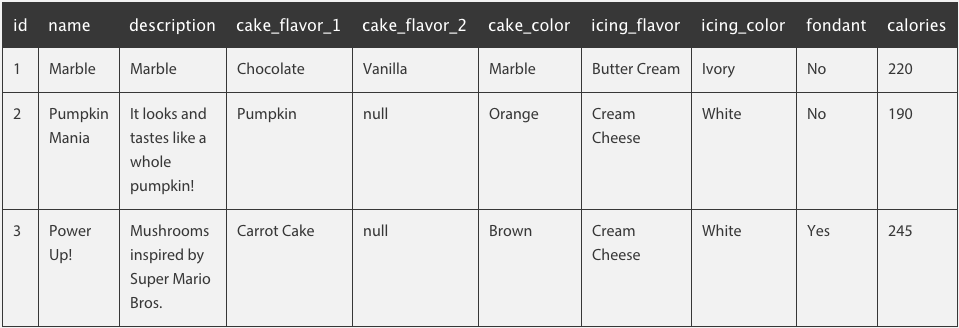 id name description cake_flavor_1 cake_flavor_2 cake_color icing_flavor icing_color fondant calories
1 Marble Marble Chocolate Vanilla Marble Butter Cream Ivory No 220
2 Pumpkin It looks and Pumpkin null Orange Cream White No 190
Mania tastes like a Cheese
whole
pumpkin!
3 Power Mushrooms Carrot Cake null Brown Cream White Yes 245
Up! inspired by Cheese
Super Mario
Bros.